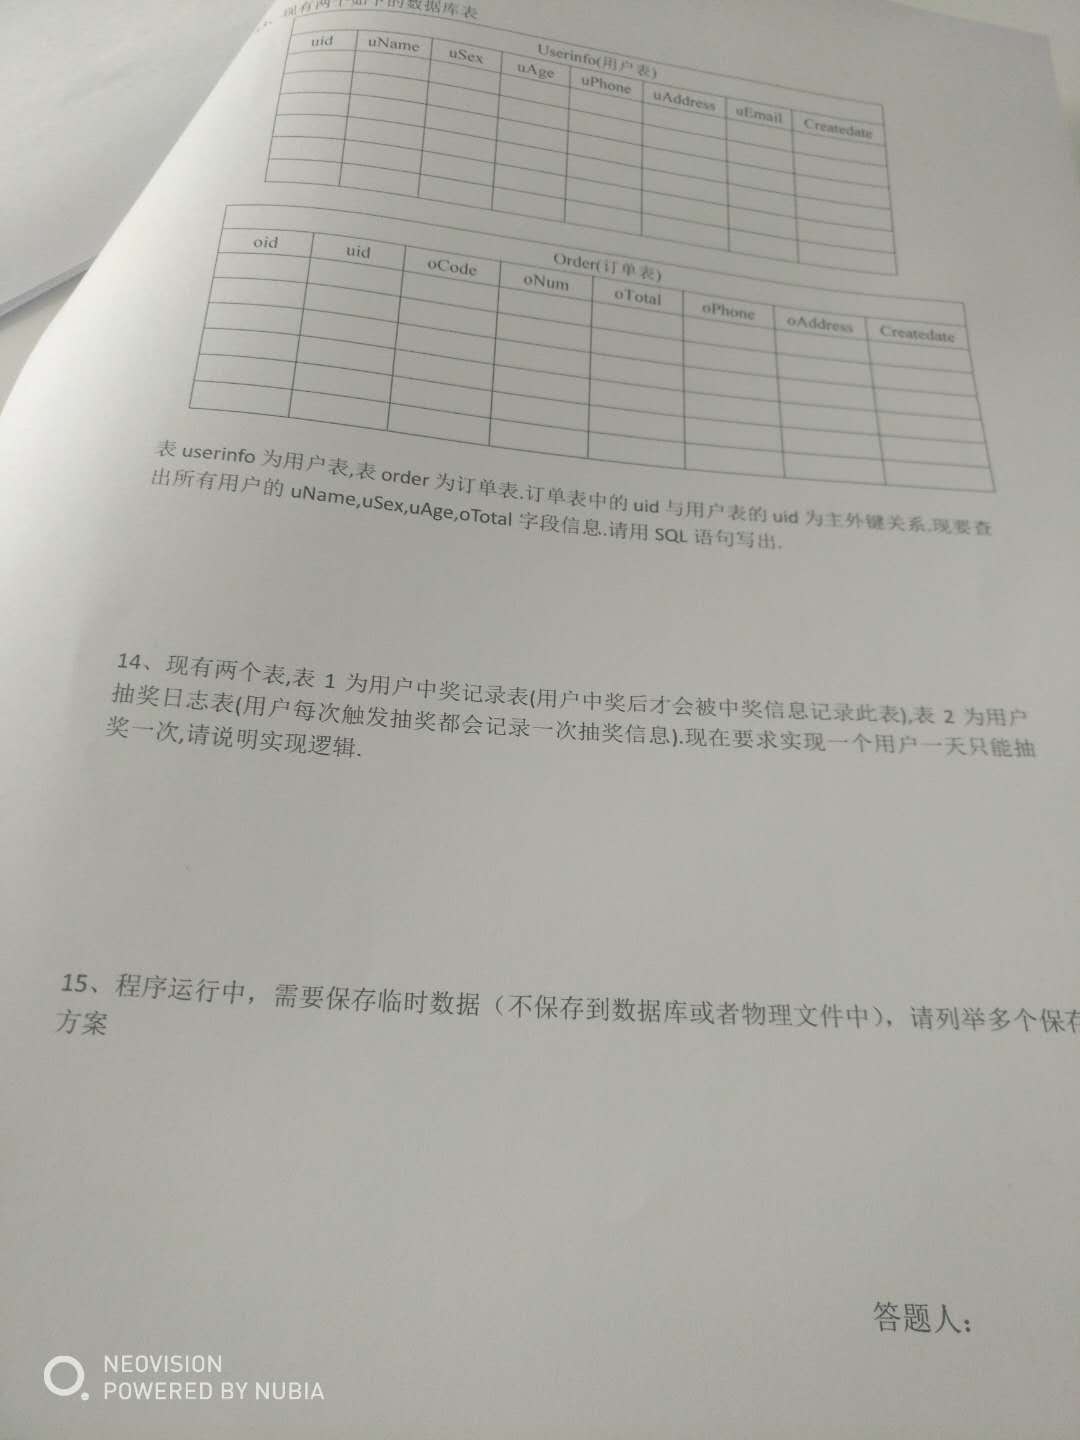 现有两个如下的数据库表
Userinfo(用户表)
uid uName uSex uAge uPhone uAddress uEmail Createdate
Order(订单表)
oid uid oCode oNum oTotal oPhone oAddress Createdate
表 userinfo 为用户表,表 order 为订单表.订单表中的 uid 与用户表的 uid 为主外键关系.现要查
出所有用户的 uName,uSex,uAge,oTotal 字段信息.请用 SQL 语句写出.
14、现有两个表,表 1 为用户中奖记录表(用户中奖后才会被中奖信息记录此表),表 2 为用户
抽奖日志表(用户每次触发抽奖都会记录一次抽奖信息).现在要求实现一个用户一天只能抽
奖一次,请说明实现逻辑.
15、程序运行中，需要保存临时数据（不保存到数据库或者物理文件中），请列举多个保存
方案
答题人：
NEOVISION
POWERED BY NUBIA